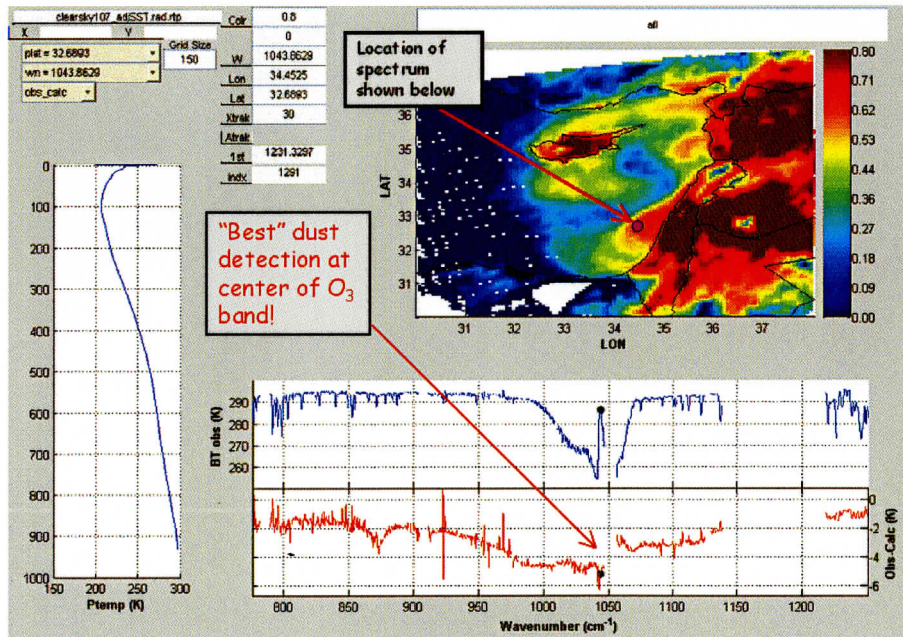 clearsky107_adjSST.rad.rtp
X
Y
plat = 32.6893
wn = 1043.8629
obs_calc
Grid Size
150
Colr
0.8
0
W
1043.8629
Lon
34.4525
Lat
32.6893
Xtrak
30
Atrak
1st
1231.3297
indx
1291
all
Location of
spectrum
shown below
LAT
36
35
34
33
32
31
31
32
33
34
35
36
37
LON
0.80
0.71
0.62
0.53
0.44
0.36
0.27
0.18
0.09
0.00
"Best" dust
detection at
center of O3
band!
0
100
200
300
400
500
600
700
800
900
1000
150
200
250
300
Ptemp (K)
BT obs (K)
290
280
270
260
0
-2
-4
-6
Obs-Calc (K)
800
850
900
950
1000
1050
1100
1150
1200
Wavenumber (cm⁻¹)